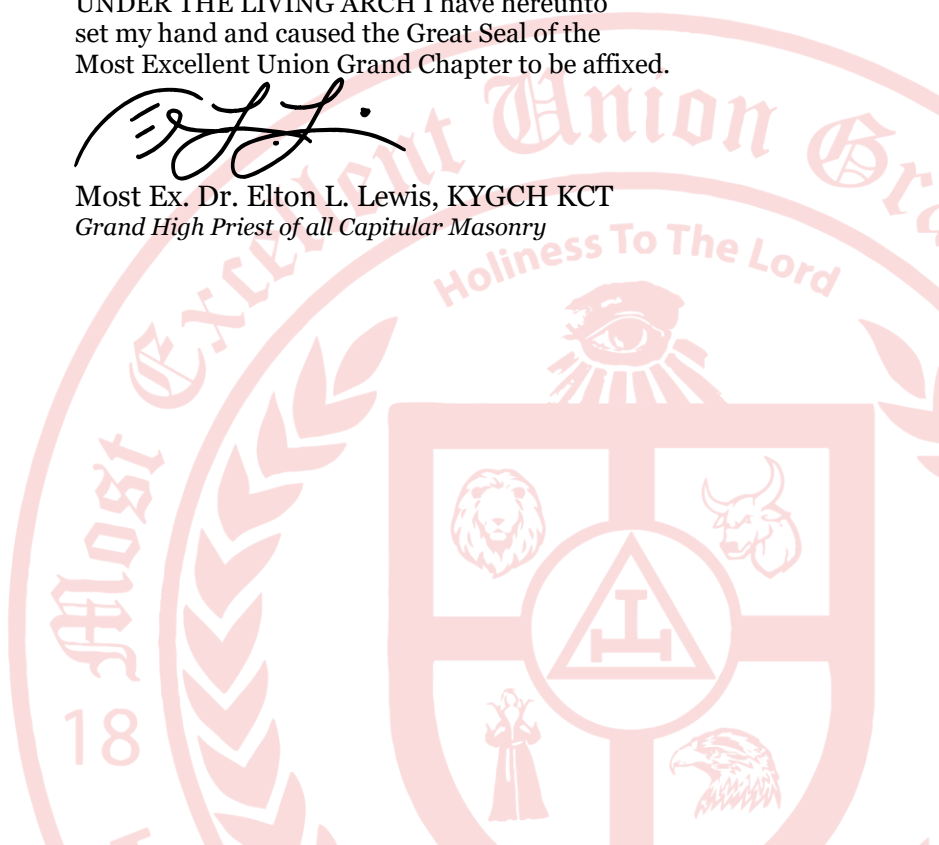 UNDER THE LIVING ARCH I have hereunto
set my hand and caused the Great Seal of the
Most Excellent Union Grand Chapter to be affixed.
Most Ex. Dr. Elton L. Lewis, KYGCH KCT
Grand High Priest of all Capitular Masonry
Most Excellent Union Gra
Holiness To The Lord
18